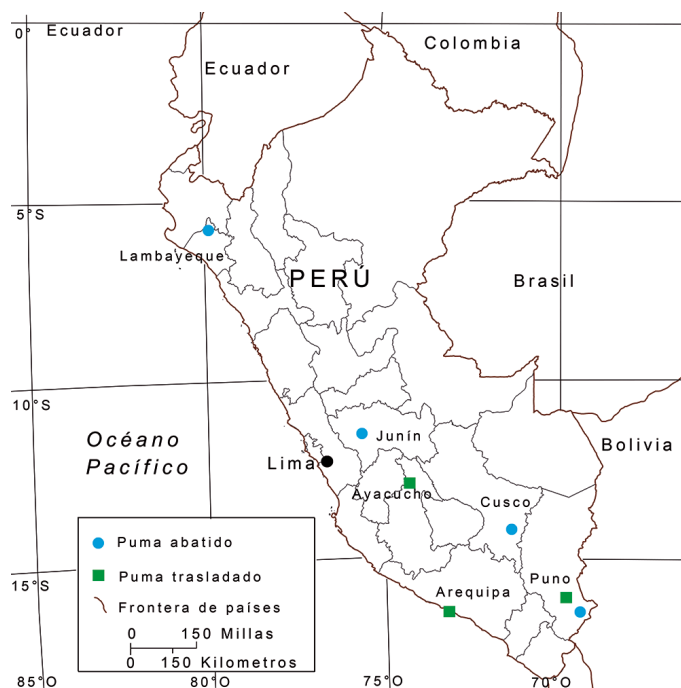 0° Ecuador
Colombia
Ecuador
5°S
Lambayeque
PERÚ
Brasil
10°S
Océano
Pacífico
Junín
Bolivia
Lima
Ayacucho
Cusco
Puma abatido
Puma trasladado
Frontera de países
0 150 Millas
0 150 Kilometros
15°S
Arequipa
Puno
85°O
80°O
75°O
70°O